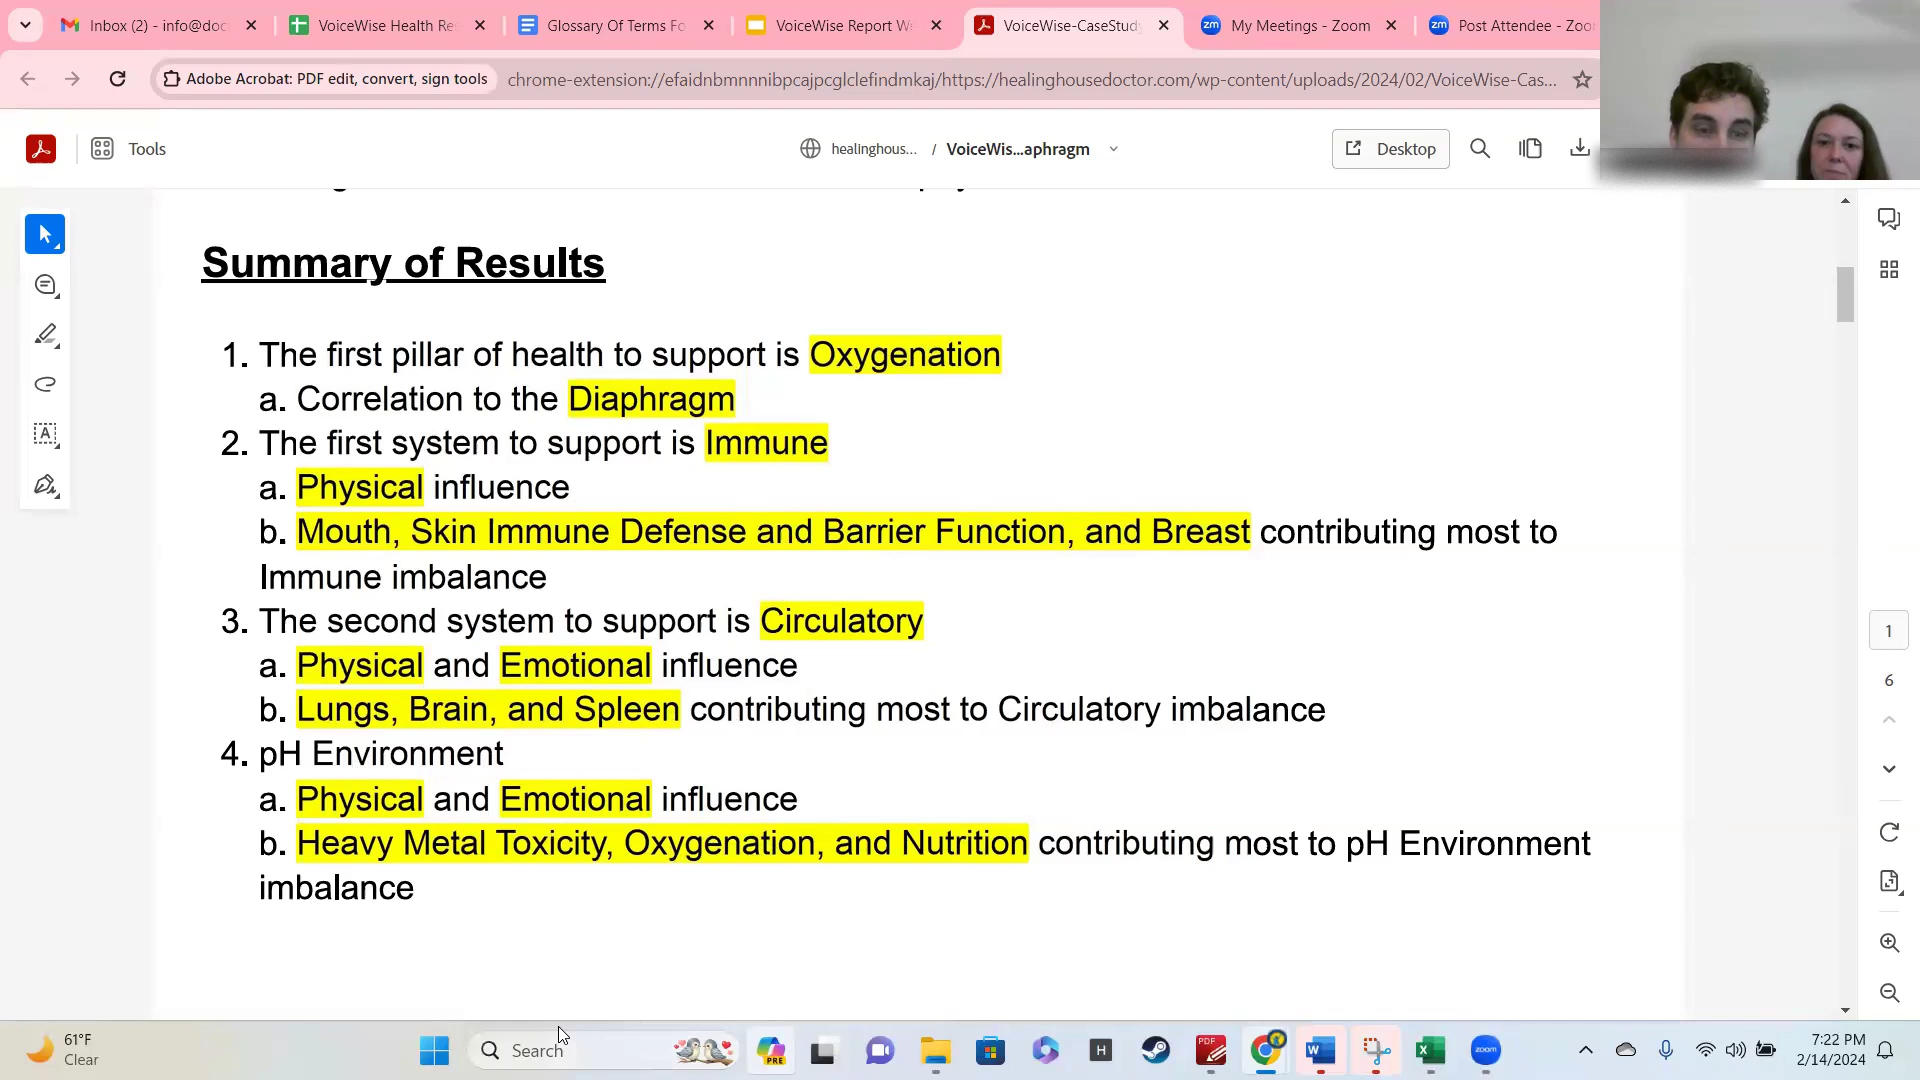 Inbox (2) - info@doc
VoiceWise Health Re
Glossary Of Terms Fo
VoiceWise Report W
VoiceWise-CaseStud
My Meetings - Zoom
Post Attendee - Zoo
Adobe Acrobat: PDF edit, convert, sign tools
chrome-extension://efaidnbmnnnibpcajpcglclefindmkaj/https://healinghousedoctor.com/wp-content/uploads/2024/02/VoiceWise-Cas...
Tools
healinghous... / VoiceWis...aphragm
Desktop
Summary of Results
1. The first pillar of health to support is Oxygenation
a. Correlation to the Diaphragm
2. The first system to support is Immune
a. Physical influence
b. Mouth, Skin Immune Defense and Barrier Function, and Breast contributing most to
Immune imbalance
3. The second system to support is Circulatory
a. Physical and Emotional influence
b. Lungs, Brain, and Spleen contributing most to Circulatory imbalance
4. pH Environment
a. Physical and Emotional influence
b. Heavy Metal Toxicity, Oxygenation, and Nutrition contributing most to pH Environment
imbalance
1
6
61°F
Clear
Search
PRE
H
PDF
zoom
7:22 PM
2/14/2024